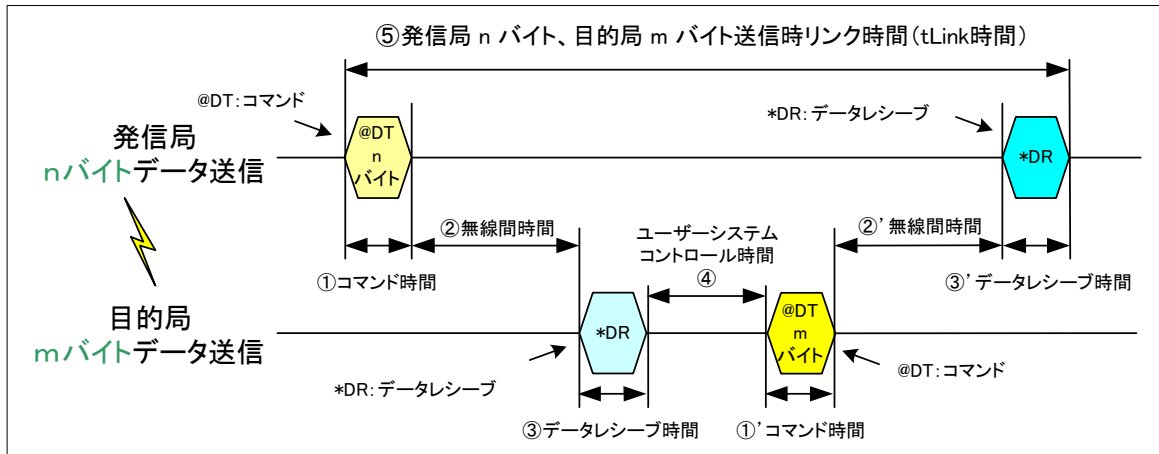 ⑤発信局 n バイト、目的局 m バイト送信時リンク時間(tLink時間)
@DT:コマンド
*DR:データレシーブ
発信局
nバイトデータ送信
@DT
n
バイト
*DR
②無線間時間
ユーザーシステム
コントロール時間
④
②’無線間時間
①コマンド時間
③’データレシーブ時間
目的局
mバイトデータ送信
*DR
@DT
m
バイト
*DR:データレシーブ
@DT:コマンド
③データレシーブ時間
①’コマンド時間